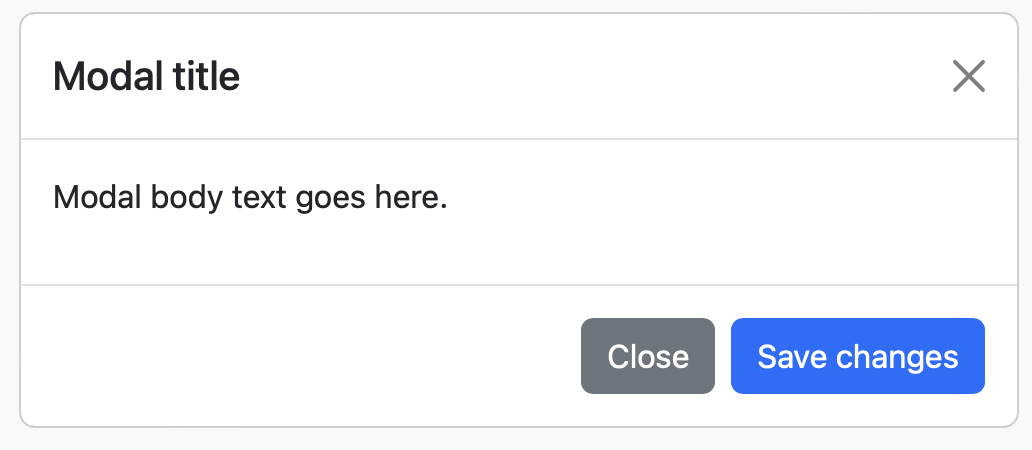 Modal title
Modal body text goes here.
Close Save changes